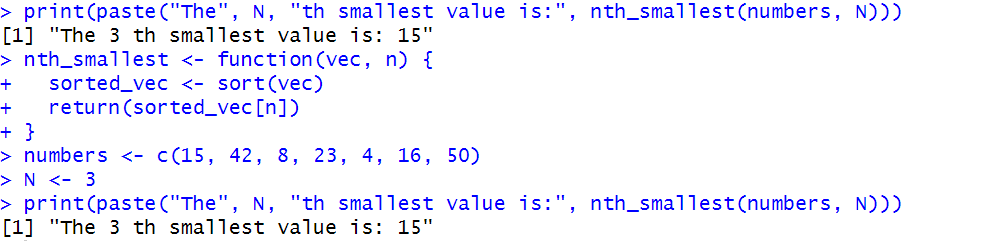 > print(paste("The", N, "th smallest value is:", nth_smallest(numbers, N)))
[1] "The 3 th smallest value is: 15"
> nth_smallest <- function(vec, n) {
+   sorted_vec <- sort(vec)
+   return(sorted_vec[n])
+ }
> numbers <- c(15, 42, 8, 23, 4, 16, 50)
> N <- 3
> print(paste("The", N, "th smallest value is:", nth_smallest(numbers, N)))
[1] "The 3 th smallest value is: 15"